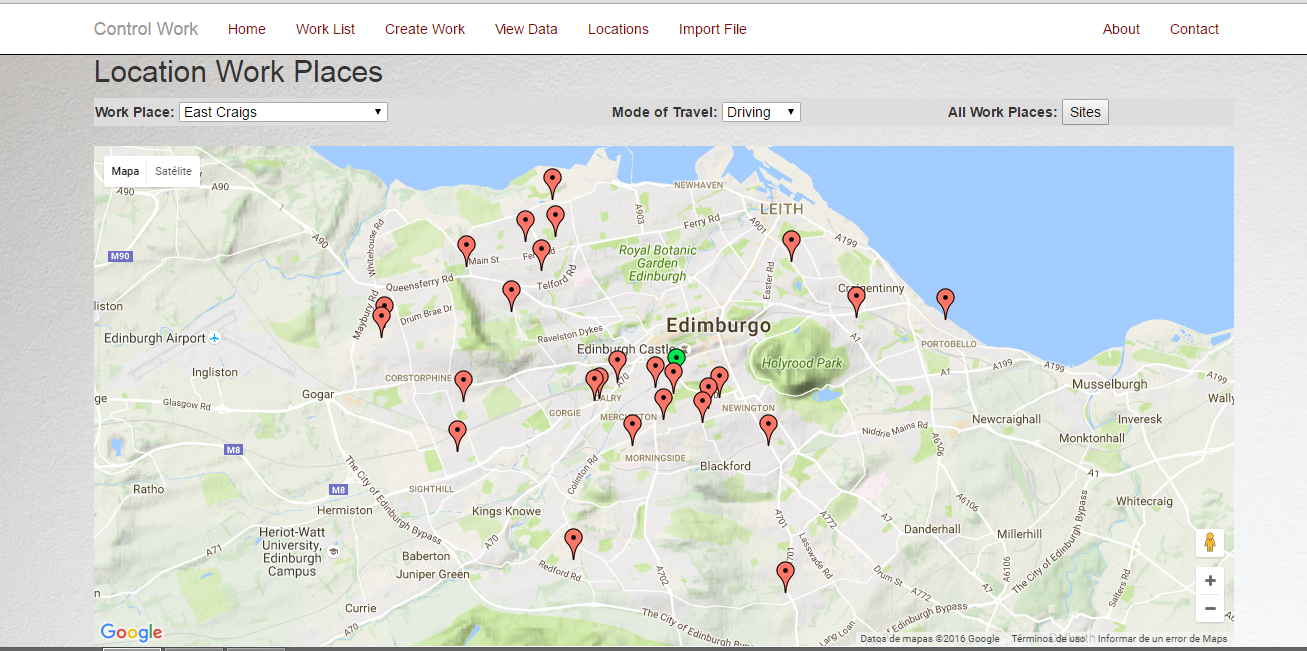 Control Work Home Work List Create Work View Data Locations Import File About Contact
Location Work Places
Work Place: East Craigs Mode of Travel: Driving All Work Places: Sites
Mapa Satélite
A90
A90
NEWHAVEN
A903
LEITH
Ferry Rd
A901
A199
Whitehouse Rd
A90
Royal Botanic
Garden
Edinburgh
M90
Main St
Telford Rd
Easter Rd
Queensferry Rd
Craigentinny
liston
Maybury Rd
Drum Brae Dr
Edimburgo
Ravelston Dykes
Edinburgh Airport
Edinburgh Castle
PORTOBELLO
Holyrood Park
A199
A199
Ingliston
CORSTORPHINE
A70
A1
Musselburgh
A199
Gogar
ge
Glasgow Rd
DALRY
Wally
GORGIE
MERCHISTON
NEWINGTON
Newcraighall
Inveresk
Niddrie Mains Rd
A6106
Monktonhall
M8
MORNINGSIDE
Blackford
A1
Colinton Rd
The City of Edinburgh Bypass
Ratho
M8
SIGHTHILL
Whitecraig
Hermiston
Kings Knowe
A6106
A701
A772
A7
Heriot-Watt
University,
Edinburgh
Campus
Danderhall
Millerhill
A70
A71
Baberton
Juniper Green
Redford Rd
A702
A701
Lasswade Rd
Drum St
A772
A7
A6106
The City of Edinburgh Bypass
Salters Rd
n
Currie
A70
The City of Edinburgh Bypass
Edinburgh Bypass
Lang Loan
+
−
Google
Datos de mapas ©2016 Google Términos de uso Informar de un error de Maps